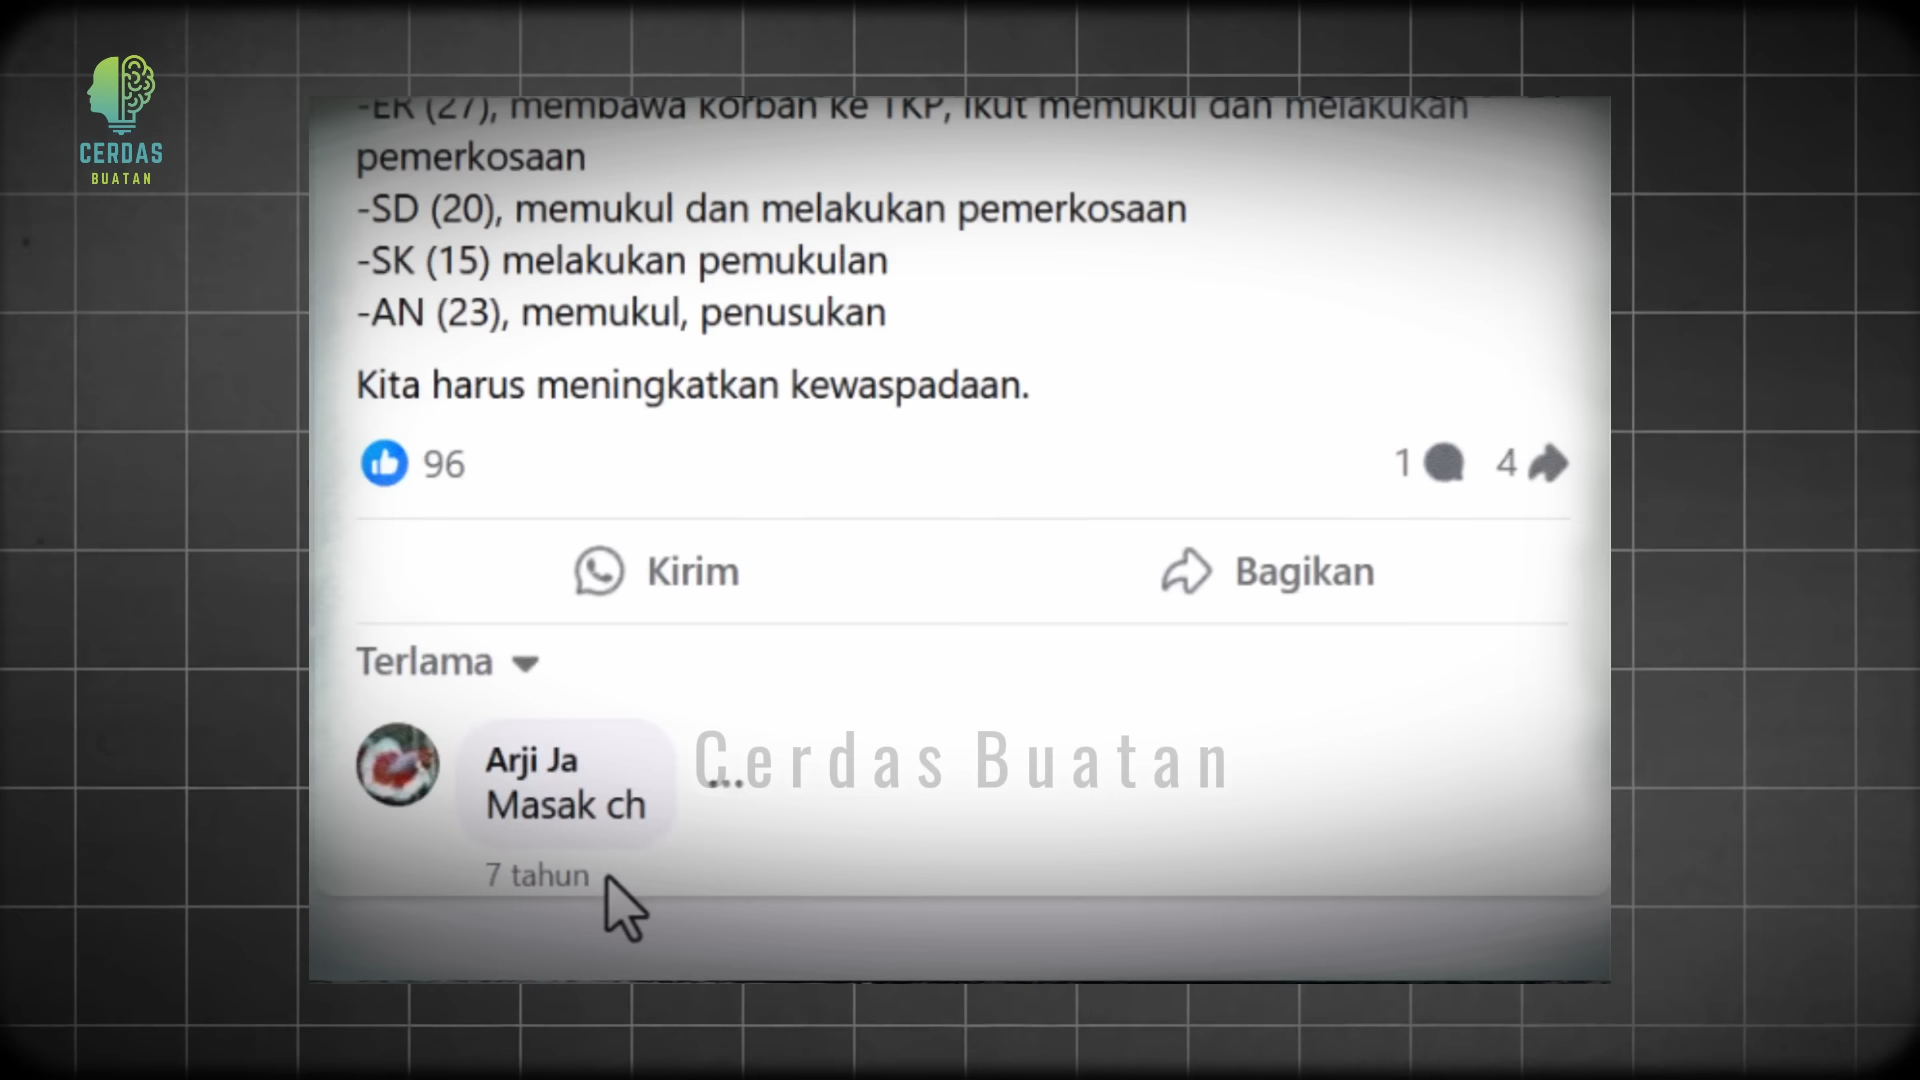 CERDAS
BUATAN
-ER (27), membawa korban ke TKP, ikut memukul dan melakukan
pemerkosaan
-SD (20), memukul dan melakukan pemerkosaan
-SK (15) melakukan pemukulan
-AN (23), memukul, penusukan
Kita harus meningkatkan kewaspadaan.
96
1
4
Kirim
Bagikan
Terlama
Arji Ja
Masak ch
...
Cerdas Buatan
7 tahun